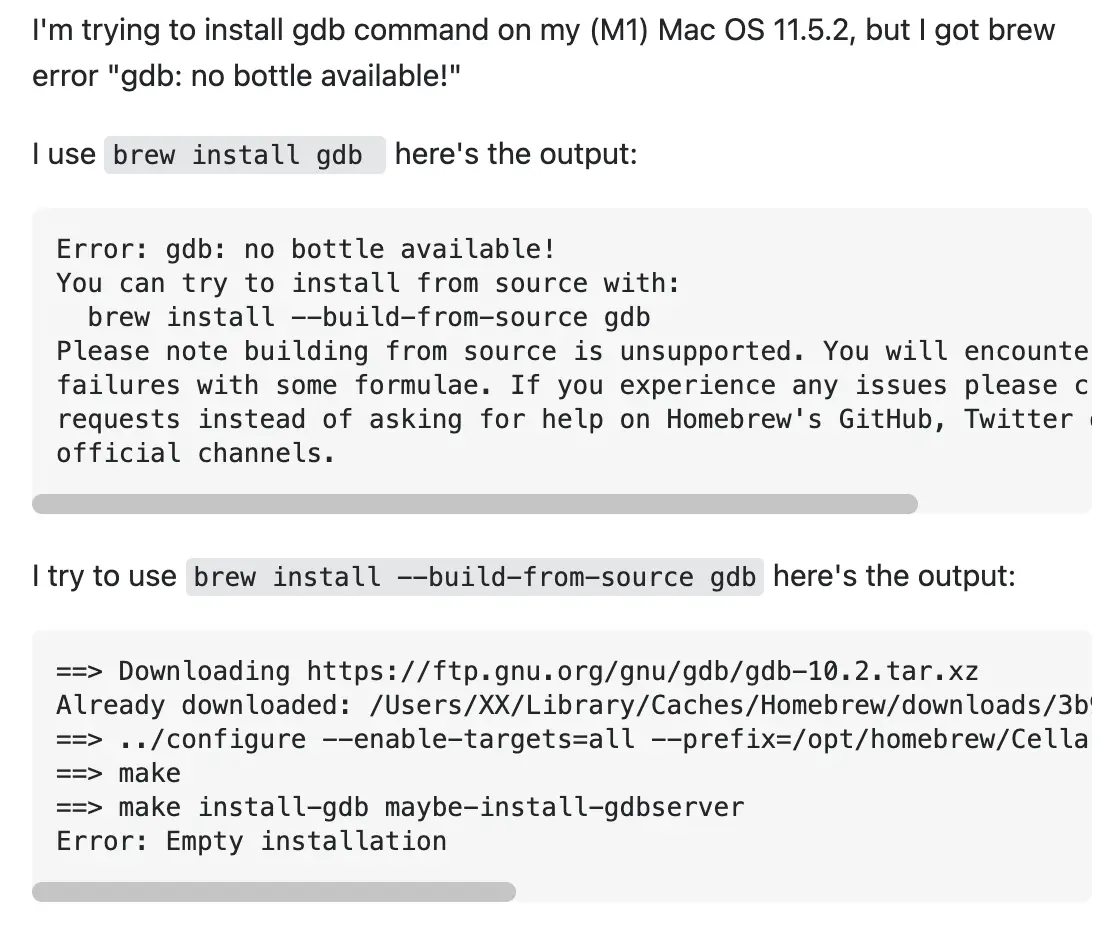 I'm trying to install gdb command on my (M1) Mac OS 11.5.2, but I got brew
error "gdb: no bottle available!"
I use brew install gdb here's the output:
Error: gdb: no bottle available!
You can try to install from source with:
brew install --build-from-source gdb
Please note building from source is unsupported. You will encounte
failures with some formulae. If you experience any issues please c
requests instead of asking for help on Homebrew's GitHub, Twitter
official channels.
I try to use brew install --build-from-source gdb here's the output:
==> Downloading https://ftp.gnu.org/gnu/gdb/gdb-10.2.tar.xz
Already downloaded: /Users/XX/Library/Caches/Homebrew/downloads/3b
==> ../configure --enable-targets=all --prefix=/opt/homebrew/Cella
==> make
==> make install-gdb maybe-install-gdbserver
Error: Empty installation